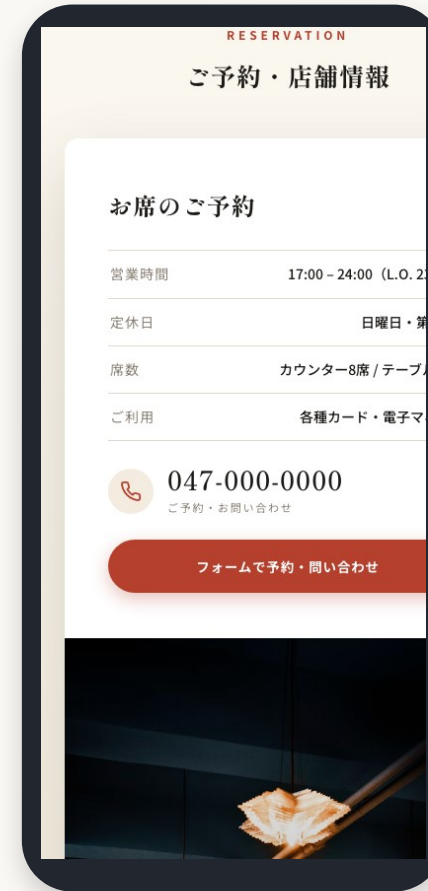 RESERVATION
ご予約・店舗情報
お席のご予約
営業時間 17:00 – 24:00（L.O. 23
定休日 日曜日・第
席数 カウンター8席 / テーブル
ご利用 各種カード・電子マネ
047-000-0000
ご予約・お問い合わせ
フォームで予約・問い合わせ